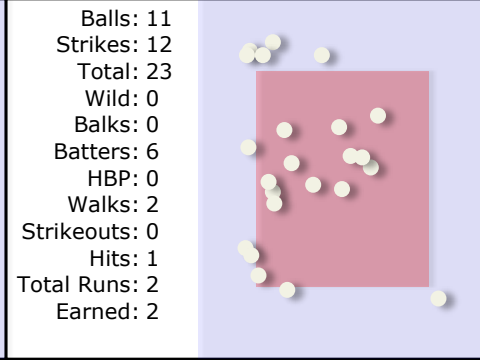 Balls: 11
Strikes: 12
Total: 23
Wild: 0
Balks: 0
Batters: 6
HBP: 0
Walks: 2
Strikeouts: 0
Hits: 1
Total Runs: 2
Earned: 2